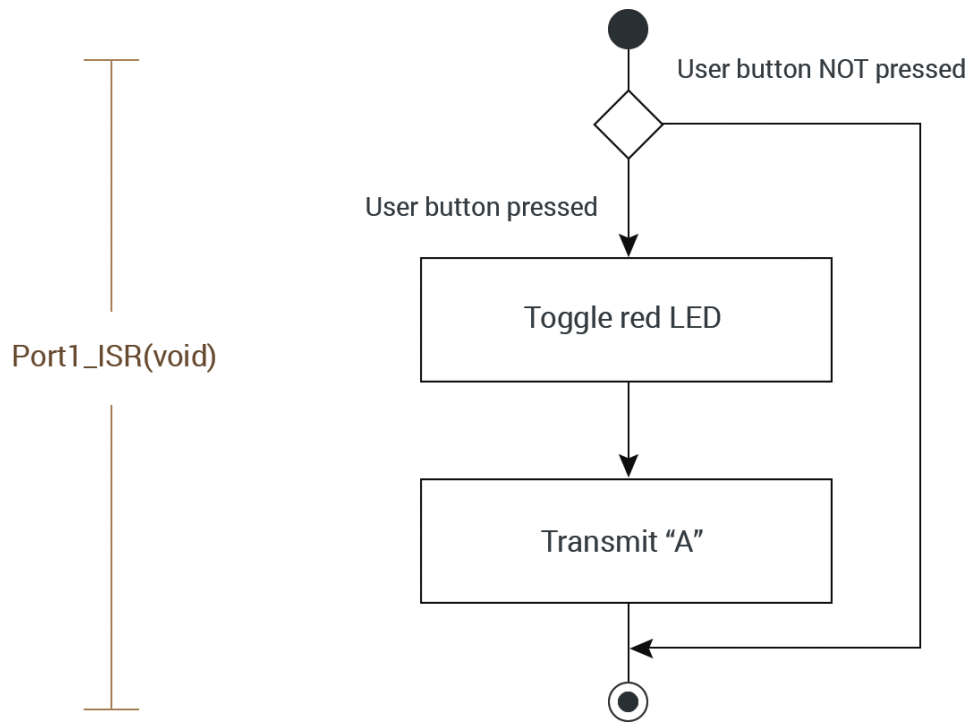 User button NOT pressed
User button pressed
Toggle red LED
Port1_ISR(void)
Transmit “A”